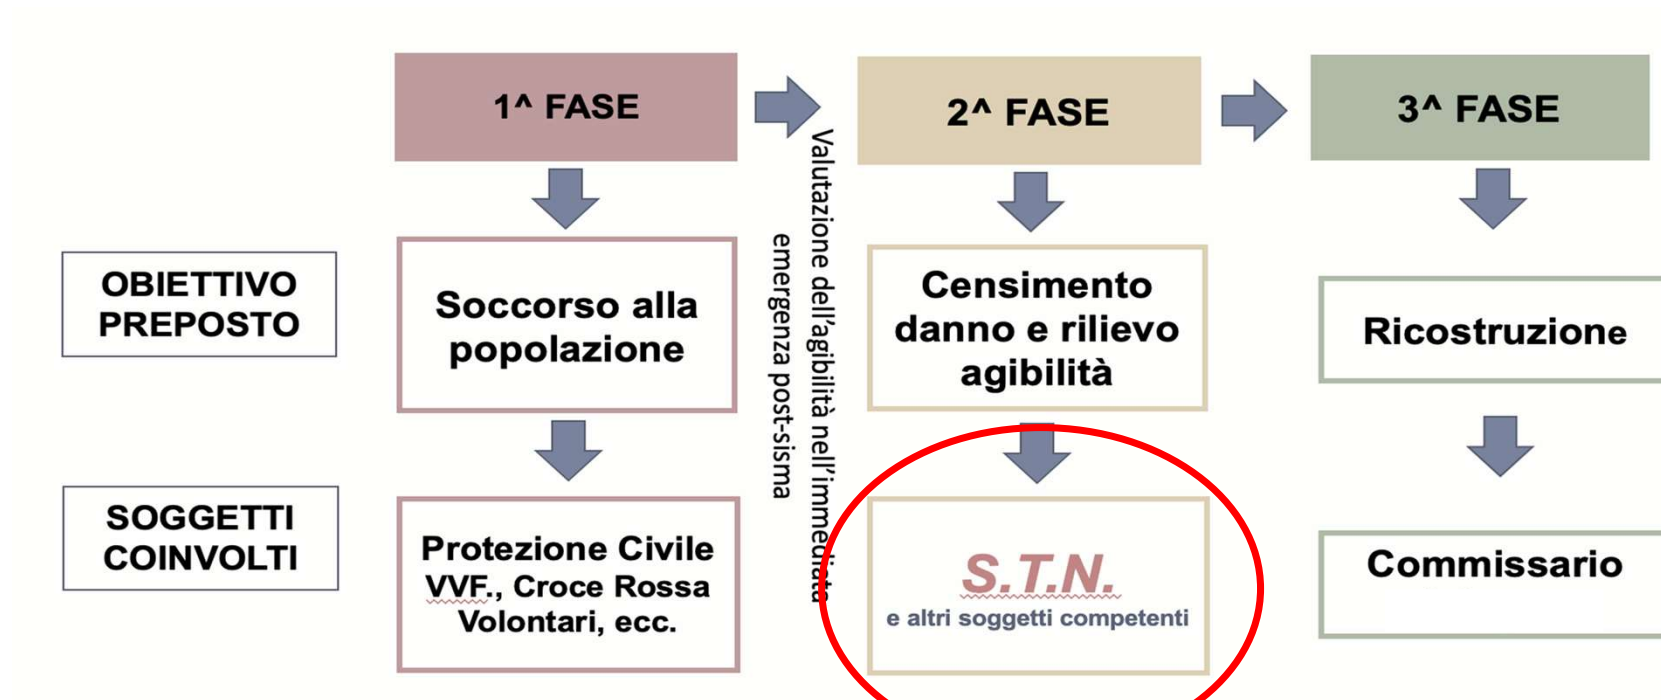 1^ FASE
2^ FASE
3^ FASE
Valutazione dell'agibilità nell'immediata
emergenza post-sisma
OBIETTIVO
PREPOSTO
Soccorso alla
popolazione
Censimento
danno e rilievo
agibilità
Ricostruzione
SOGGETTI
COINVOLTI
Protezione Civile
VVF., Croce Rossa
Volontari, ecc.
S.T.N.
e altri soggetti competenti
Commissario